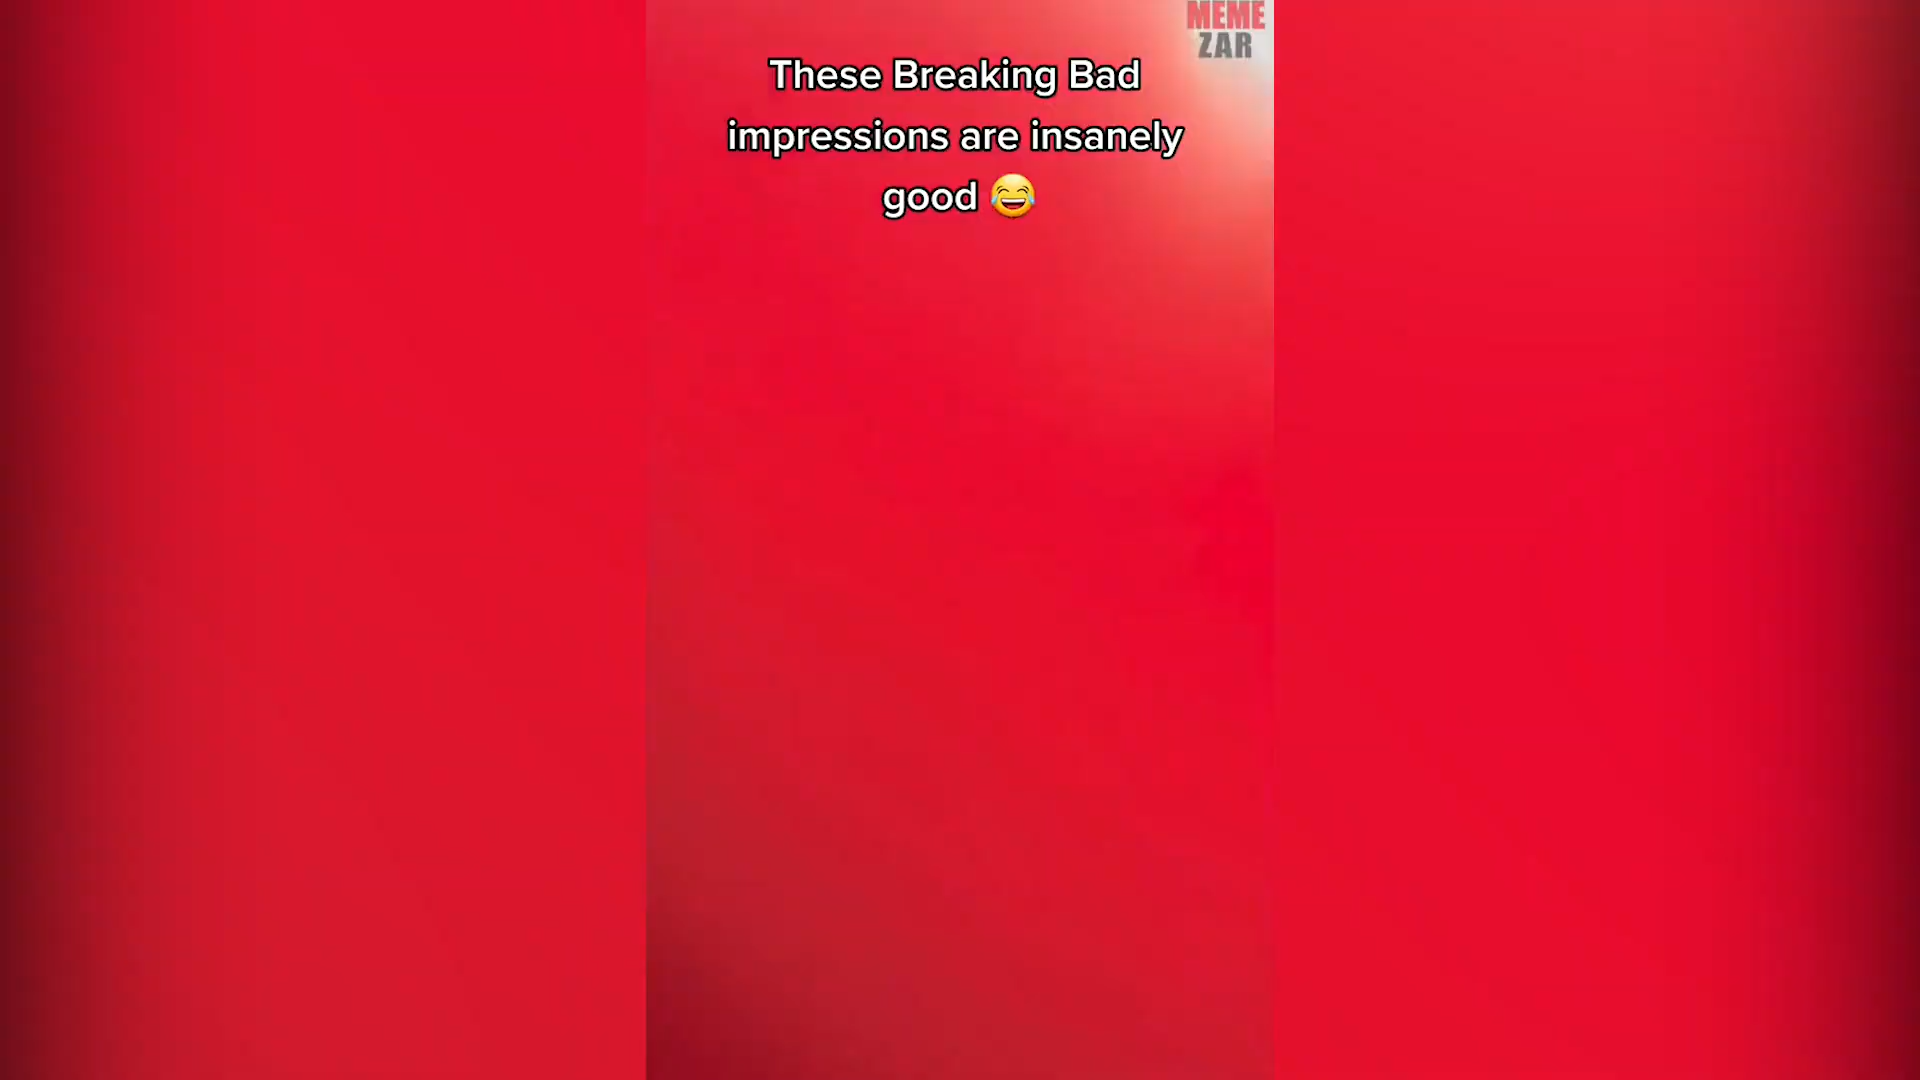 MEME
ZAR
These Breaking Bad
impressions are insanely
good 😂